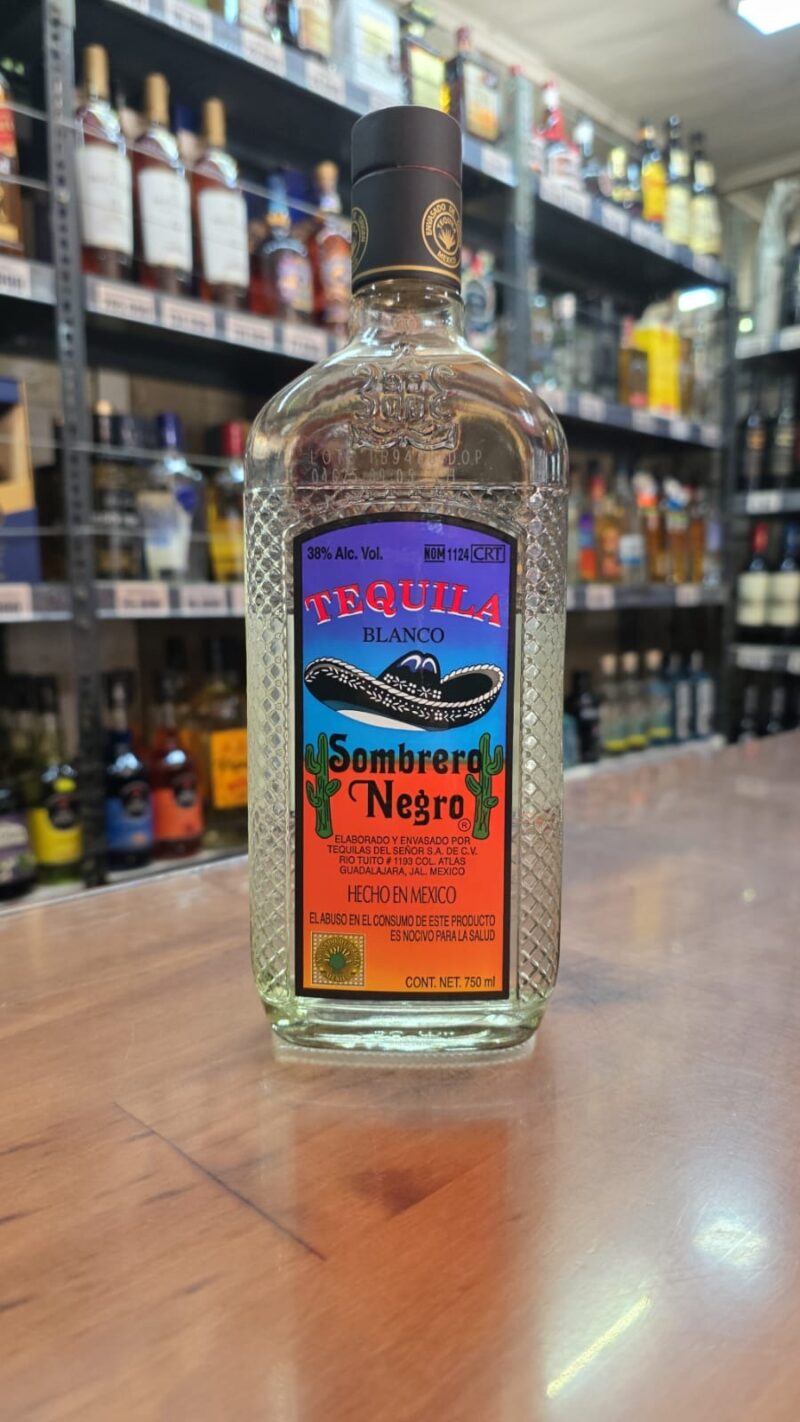 ENVASADO
MEXICO
38% Alc. Vol.
NOM 1124 CRT
TEQUILA
BLANCO
Sombrero
Negro ®
ELABORADO Y ENVASADO POR
TEQUILAS DEL SEÑOR S.A. DE C.V.
RIO TUITO # 1193 COL. ATLAS
GUADALAJARA, JAL. MEXICO
HECHO EN MEXICO
EL ABUSO EN EL CONSUMO DE ESTE PRODUCTO
ES NOCIVO PARA LA SALUD
CONT. NET. 750 ml